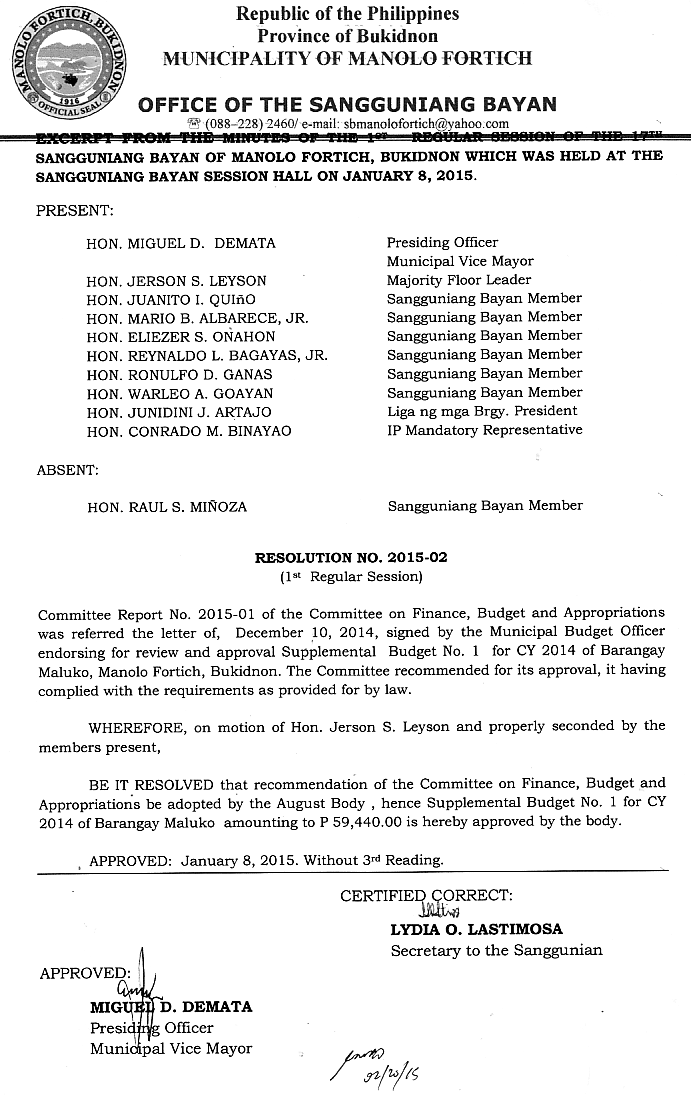 Republic of the Philippines
Province of Bukidnon
MUNICIPALITY OF MANOLO FORTICH
MANOLO FORTICH, BUKIDNON
1916
OFFICIAL SEAL
OFFICE OF THE SANGGUNIANG BAYAN
☏ (088–228) 2460/ e-mail: sbmanolofortich@yahoo.com
EXCERPT FROM THE MINUTES OF THE 1ST REGULAR SESSION OF THE 17TH
SANGGUNIANG BAYAN OF MANOLO FORTICH, BUKIDNON WHICH WAS HELD AT THE
SANGGUNIANG BAYAN SESSION HALL ON JANUARY 8, 2015.
PRESENT:
HON. MIGUEL D. DEMATA Presiding Officer
Municipal Vice Mayor
HON. JERSON S. LEYSON Majority Floor Leader
HON. JUANITO I. QUIñO Sangguniang Bayan Member
HON. MARIO B. ALBARECE, JR. Sangguniang Bayan Member
HON. ELIEZER S. OÑAHON Sangguniang Bayan Member
HON. REYNALDO L. BAGAYAS, JR. Sangguniang Bayan Member
HON. RONULFO D. GANAS Sangguniang Bayan Member
HON. WARLEO A. GOAYAN Sangguniang Bayan Member
HON. JUNIDINI J. ARTAJO Liga ng mga Brgy. President
HON. CONRADO M. BINAYAO IP Mandatory Representative
ABSENT:
HON. RAUL S. MIÑOZA Sangguniang Bayan Member
RESOLUTION NO. 2015-02
(1st Regular Session)
Committee Report No. 2015-01 of the Committee on Finance, Budget and Appropriations
was referred the letter of, December 10, 2014, signed by the Municipal Budget Officer
endorsing for review and approval Supplemental Budget No. 1 for CY 2014 of Barangay
Maluko, Manolo Fortich, Bukidnon. The Committee recommended for its approval, it having
complied with the requirements as provided for by law.
WHEREFORE, on motion of Hon. Jerson S. Leyson and properly seconded by the
members present,
BE IT RESOLVED that recommendation of the Committee on Finance, Budget and
Appropriations be adopted by the August Body , hence Supplemental Budget No. 1 for CY
2014 of Barangay Maluko amounting to P 59,440.00 is hereby approved by the body.
APPROVED: January 8, 2015. Without 3rd Reading.
CERTIFIED CORRECT:
LYDIA O. LASTIMOSA
Secretary to the Sanggunian
APPROVED:
MIGUEL D. DEMATA
Presiding Officer
Municipal Vice Mayor
02/20/15